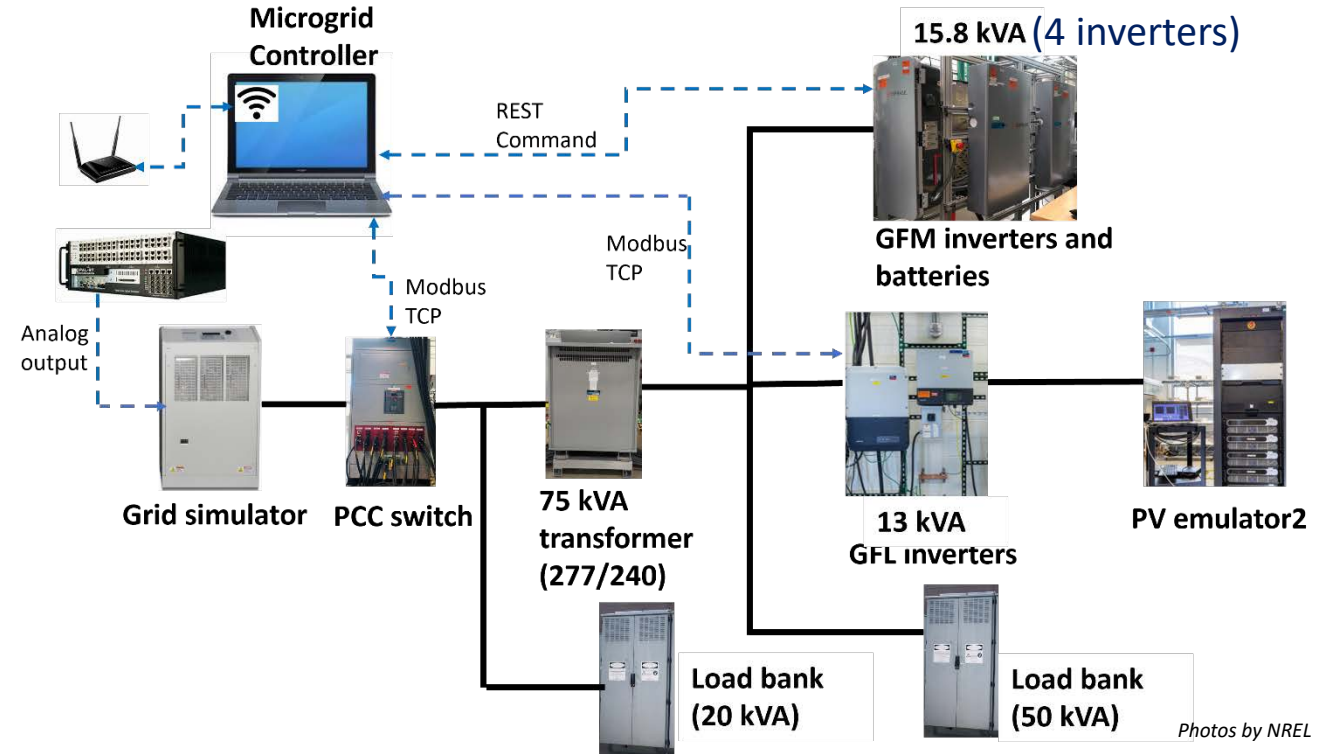 Microgrid
Controller
15.8 kVA (4 inverters)
REST
Command
GFM inverters and
batteries
Modbus
TCP
Modbus
TCP
Analog
output
Grid simulator
PCC switch
75 kVA
transformer
(277/240)
13 kVA
GFL inverters
PV emulator2
Load bank
(20 kVA)
Load bank
(50 kVA)
Photos by NREL